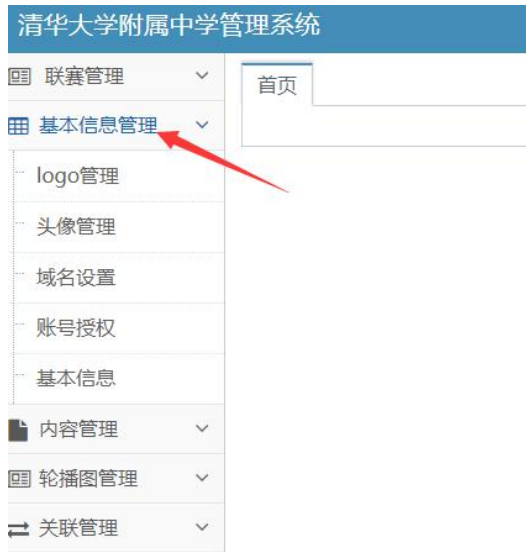 清华大学附属中学管理系统
联赛管理
首页
基本信息管理
logo管理
头像管理
域名设置
账号授权
基本信息
内容管理
轮播图管理
关联管理